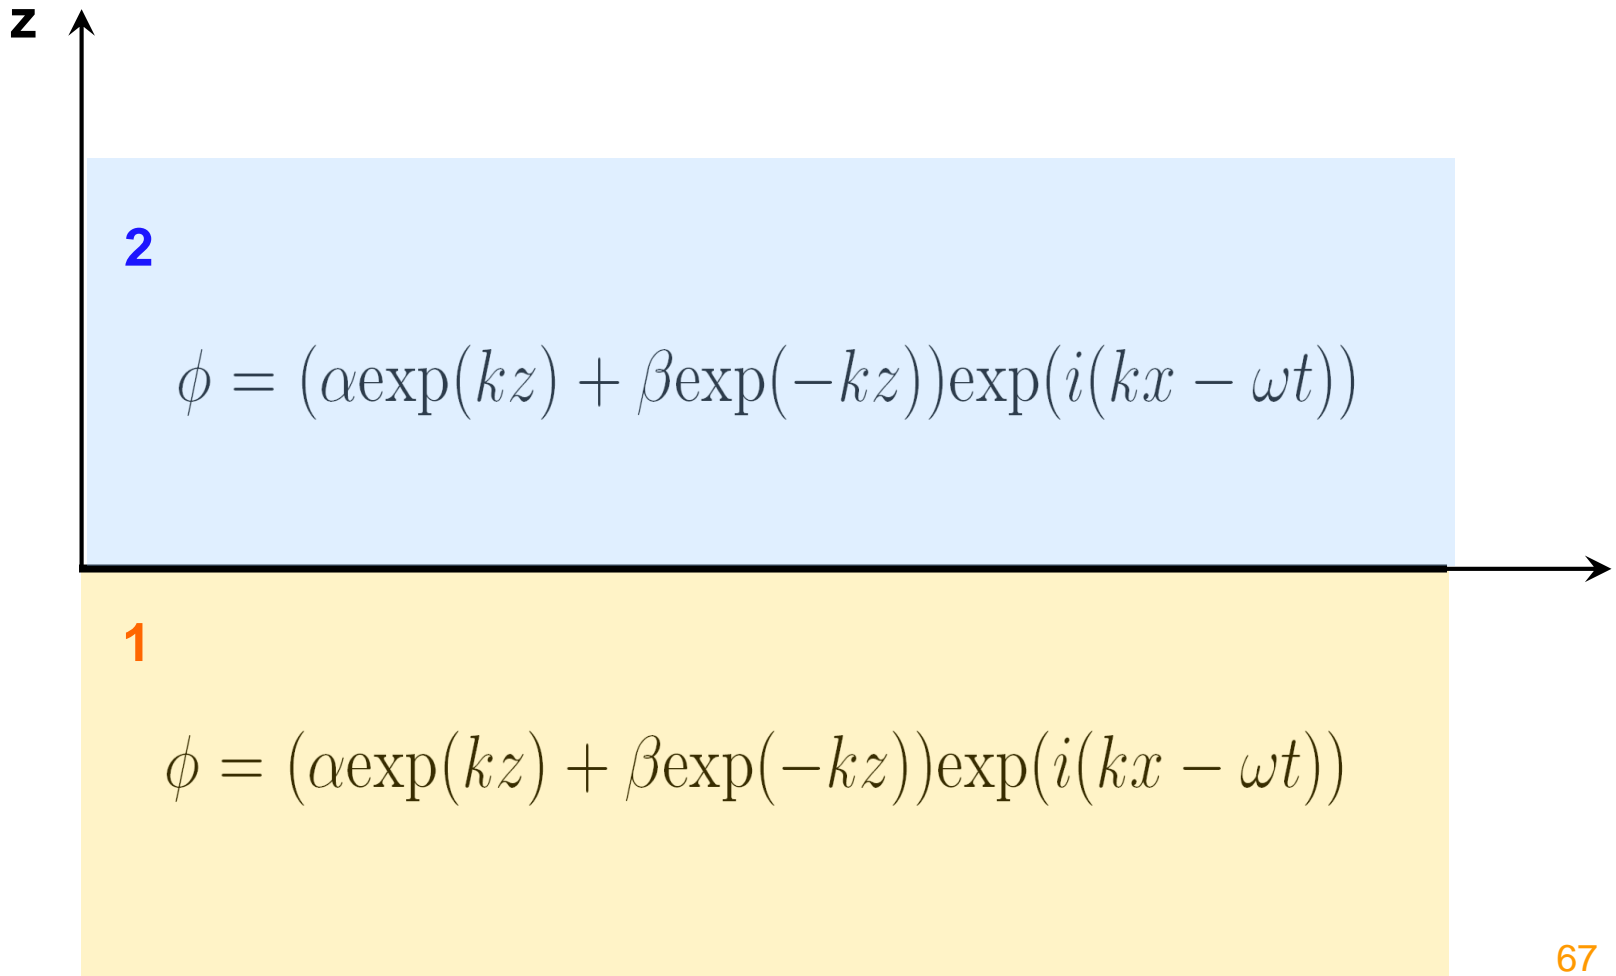 z
2
ϕ = (αexp(kz) + βexp(−kz))exp(i(kx − ωt))
1
ϕ = (αexp(kz) + βexp(−kz))exp(i(kx − ωt))
67